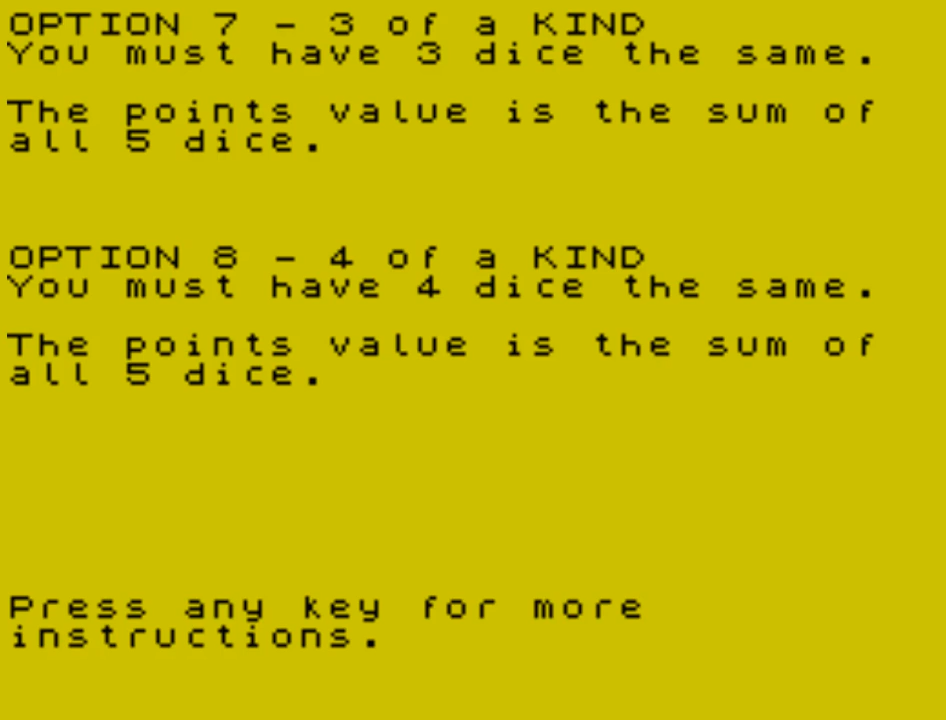 OPTION 7 - 3 of a KIND
You must have 3 dice the same.
The points value is the sum of
all 5 dice.
OPTION 8 - 4 of a KIND
You must have 4 dice the same.
The points value is the sum of
all 5 dice.
Press any key for more
instructions.